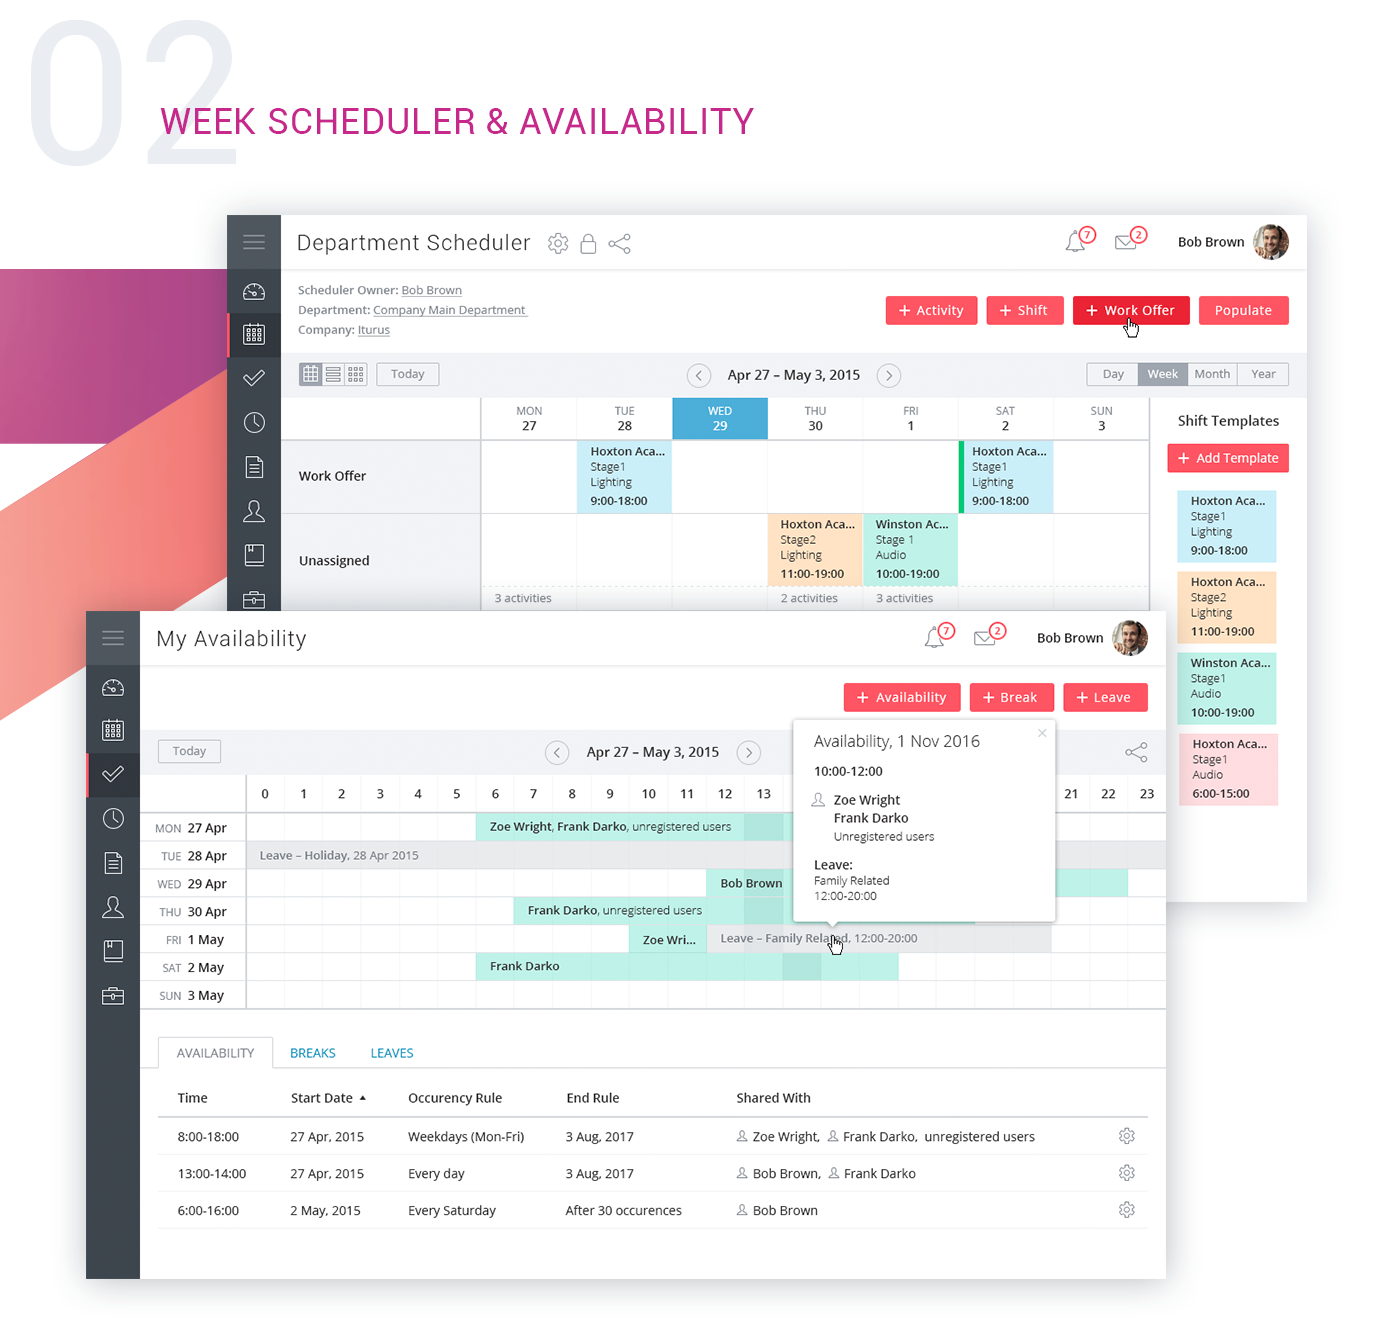 02
WEEK SCHEDULER & AVAILABILITY
Department Scheduler
7
2
Bob Brown
Scheduler Owner: Bob Brown
Department: Company Main Department
Company: Iturus
+ Activity
+ Shift
+ Work Offer
Populate
Today
Apr 27 – May 3, 2015
Day Week Month Year
MON TUE WED THU FRI SAT SUN
27 28 29 30 1 2 3
Work Offer
Hoxton Aca...
Stage1
Lighting
9:00-18:00
Hoxton Aca...
Stage1
Lighting
9:00-18:00
Unassigned
Hoxton Aca...
Stage2
Lighting
11:00-19:00
Winston Ac...
Stage 1
Audio
10:00-19:00
3 activities
2 activities
3 activities
Shift Templates
+ Add Template
Hoxton Aca...
Stage1
Lighting
9:00-18:00
Hoxton Aca...
Stage2
Lighting
11:00-19:00
Winston Aca...
Stage1
Audio
10:00-19:00
Hoxton Aca...
Stage1
Audio
6:00-15:00
My Availability
7
2
Bob Brown
+ Availability
+ Break
+ Leave
Today
Apr 27 – May 3, 2015
0 1 2 3 4 5 6 7 8 9 10 11 12 13 21 22 23
MON 27 Apr
Zoe Wright, Frank Darko, unregistered users
TUE 28 Apr
Leave – Holiday, 28 Apr 2015
WED 29 Apr
Bob Brown
THU 30 Apr
Frank Darko, unregistered users
FRI 1 May
Zoe Wri...
Leave – Family Related, 12:00-20:00
SAT 2 May
Frank Darko
SUN 3 May
Availability, 1 Nov 2016
10:00-12:00
Zoe Wright
Frank Darko
Unregistered users
Leave:
Family Related
12:00-20:00
AVAILABILITY BREAKS LEAVES
Time Start Date Occurency Rule End Rule Shared With
8:00-18:00 27 Apr, 2015 Weekdays (Mon-Fri) 3 Aug, 2017 Zoe Wright, Frank Darko, unregistered users
13:00-14:00 27 Apr, 2015 Every day 3 Aug, 2017 Bob Brown, Frank Darko
6:00-16:00 2 May, 2015 Every Saturday After 30 occurences Bob Brown